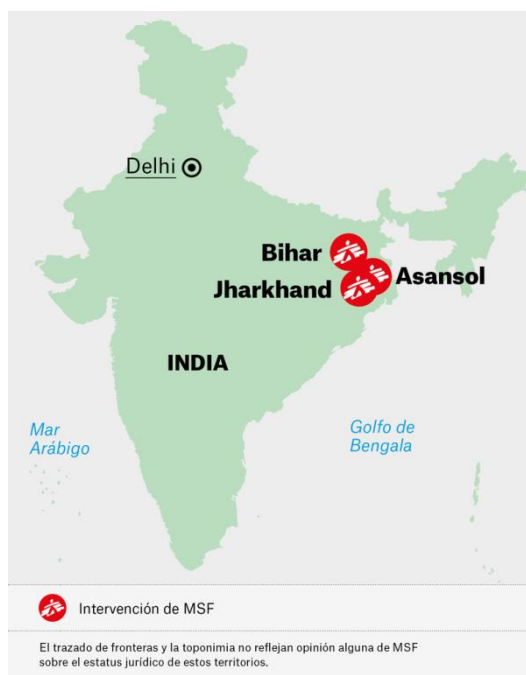 Delhi
Bihar
Asansol
Jharkhand
INDIA
Mar
Arábigo
Golfo de
Bengala
Intervención de MSF
El trazado de fronteras y la toponimia no reflejan opinión alguna de MSF
sobre el estatus jurídico de estos territorios.